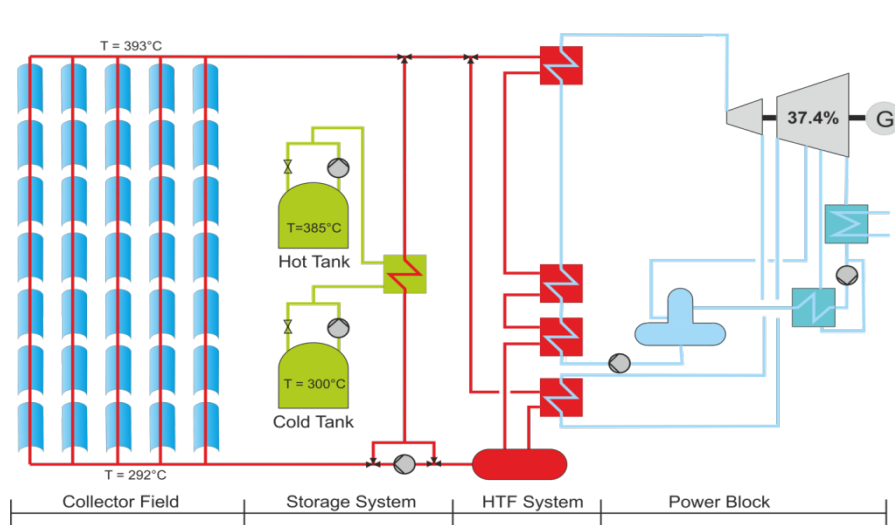 T = 393°C
37.4%
G
T=385°C
Hot Tank
T = 300°C
Cold Tank
T = 292°C
Collector Field
Storage System
HTF System
Power Block